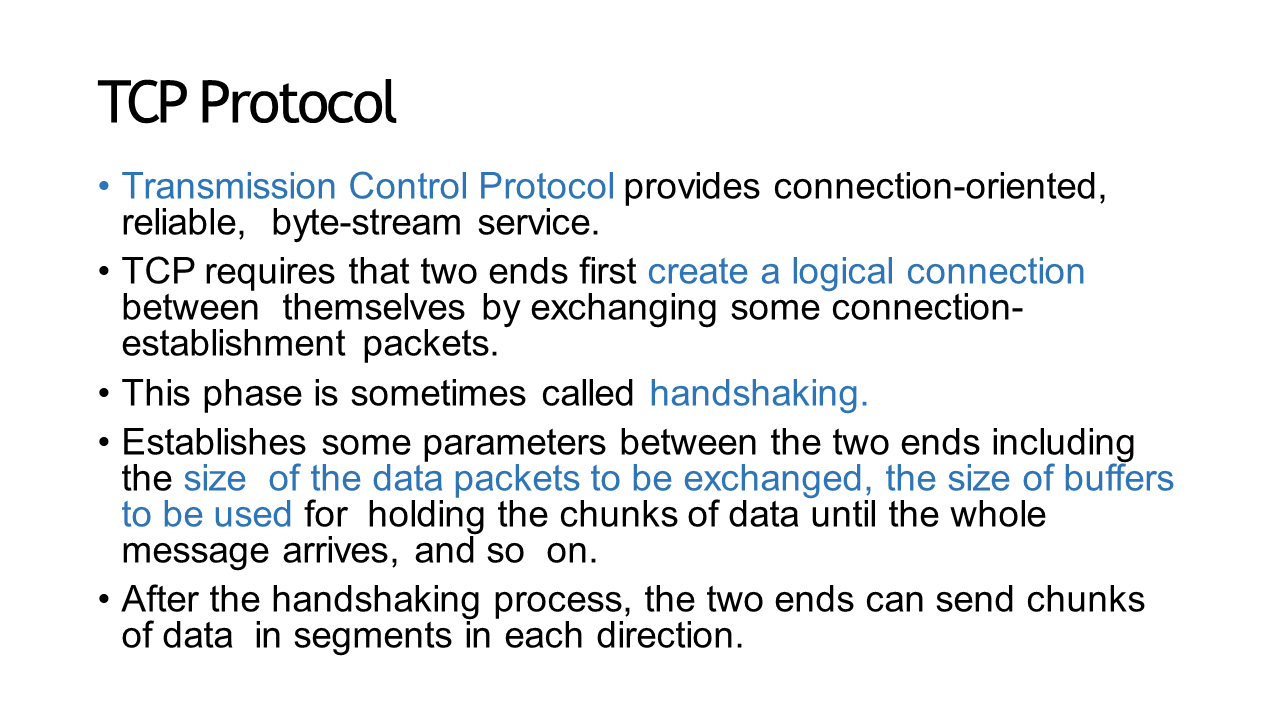 TCP Protocol
• Transmission Control Protocol provides connection-oriented,
reliable, byte-stream service.
• TCP requires that two ends first create a logical connection
between themselves by exchanging some connection-
establishment packets.
• This phase is sometimes called handshaking.
• Establishes some parameters between the two ends including
the size of the data packets to be exchanged, the size of buffers
to be used for holding the chunks of data until the whole
message arrives, and so on.
• After the handshaking process, the two ends can send chunks
of data in segments in each direction.